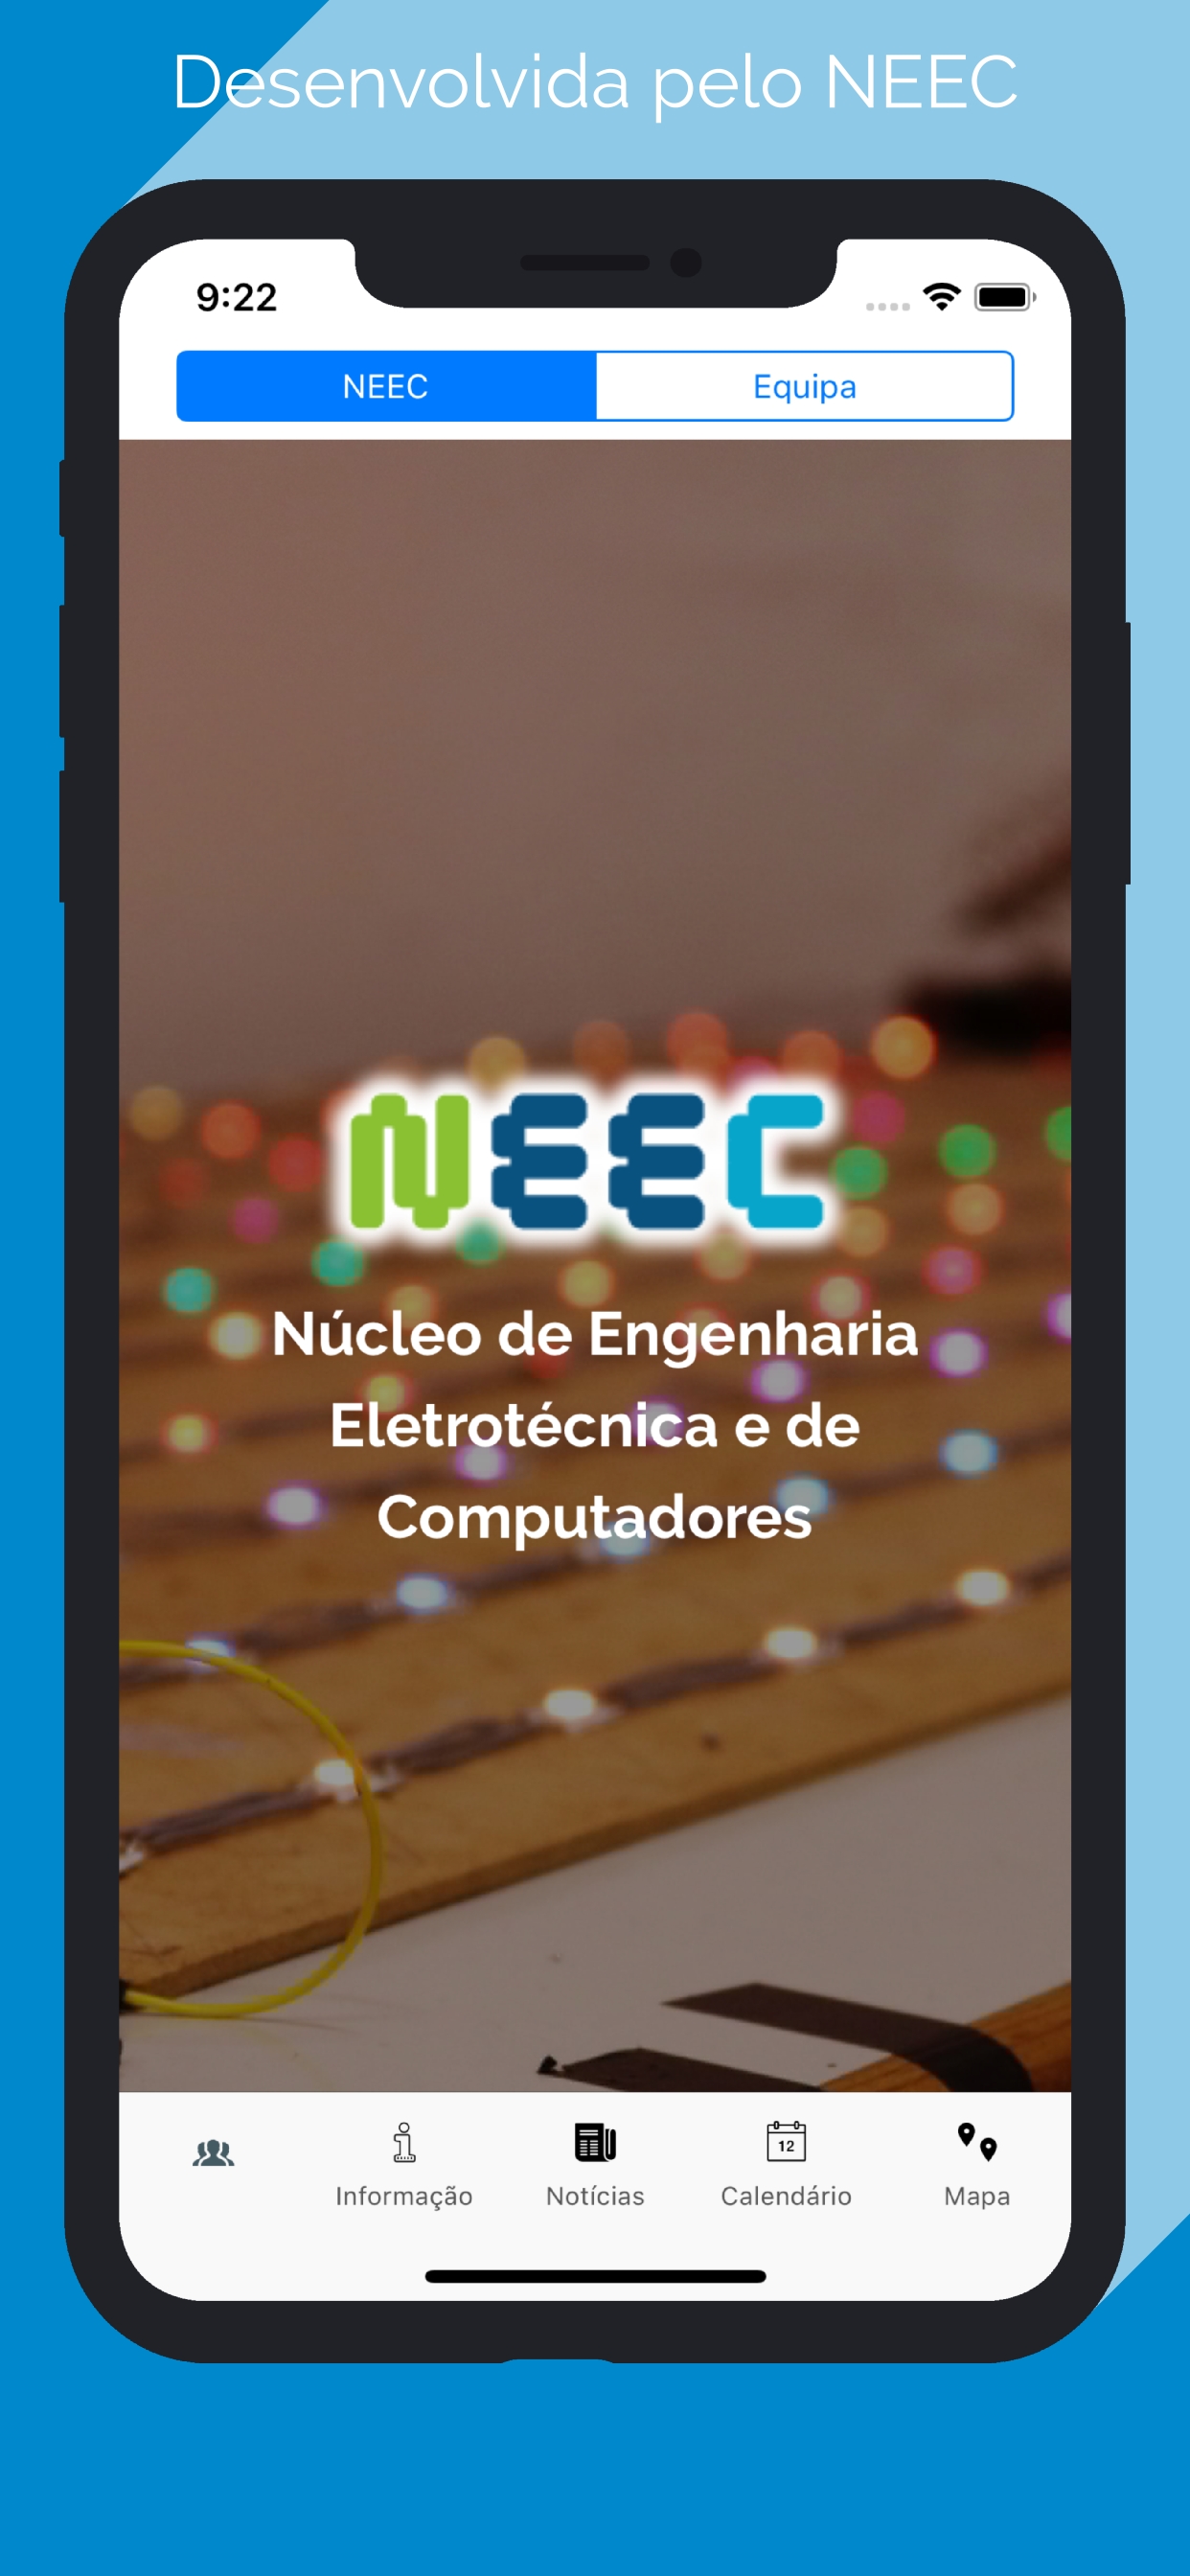 Desenvolvida pelo NEEC
9:22
NEEC
Equipa
NEEC
Núcleo de Engenharia
Eletrotécnica e de
Computadores
12
Informação
Notícias
Calendário
Mapa